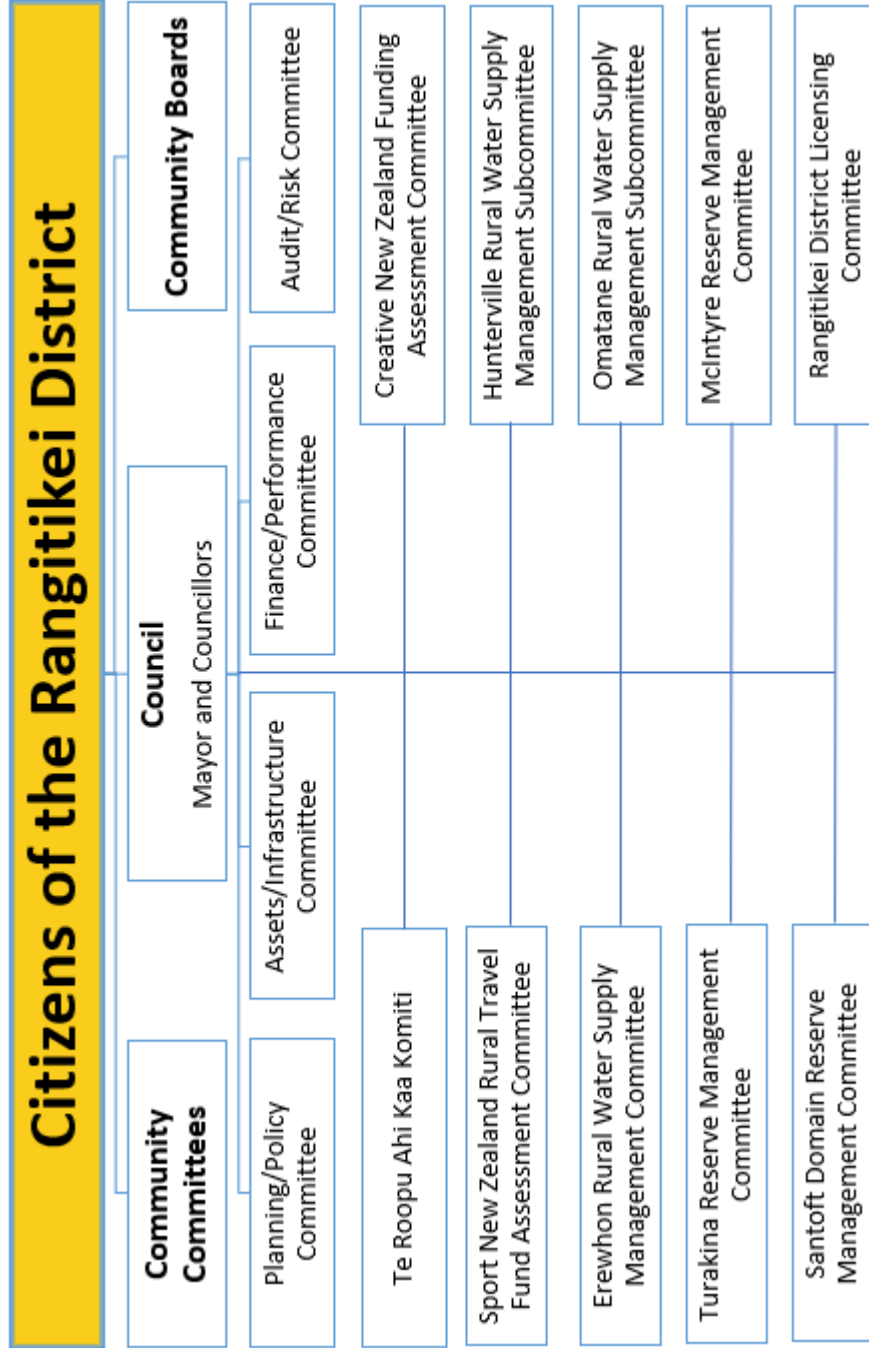 Citizens of the Rangitikei District
Community
Committees
Council
Mayor and Councillors
Community Boards
Planning/Policy
Committee
Assets/Infrastructure
Committee
Finance/Performance
Committee
Audit/Risk Committee
Te Roopu Ahi Kaa Komiti
Creative New Zealand Funding
Assessment Committee
Sport New Zealand Rural Travel
Fund Assessment Committee
Hunterville Rural Water Supply
Management Subcommittee
Erewhon Rural Water Supply
Management Committee
Omatane Rural Water Supply
Management Subcommittee
Turakina Reserve Management
Committee
McIntyre Reserve Management
Committee
Santoft Domain Reserve
Management Committee
Rangitikei District Licensing
Committee